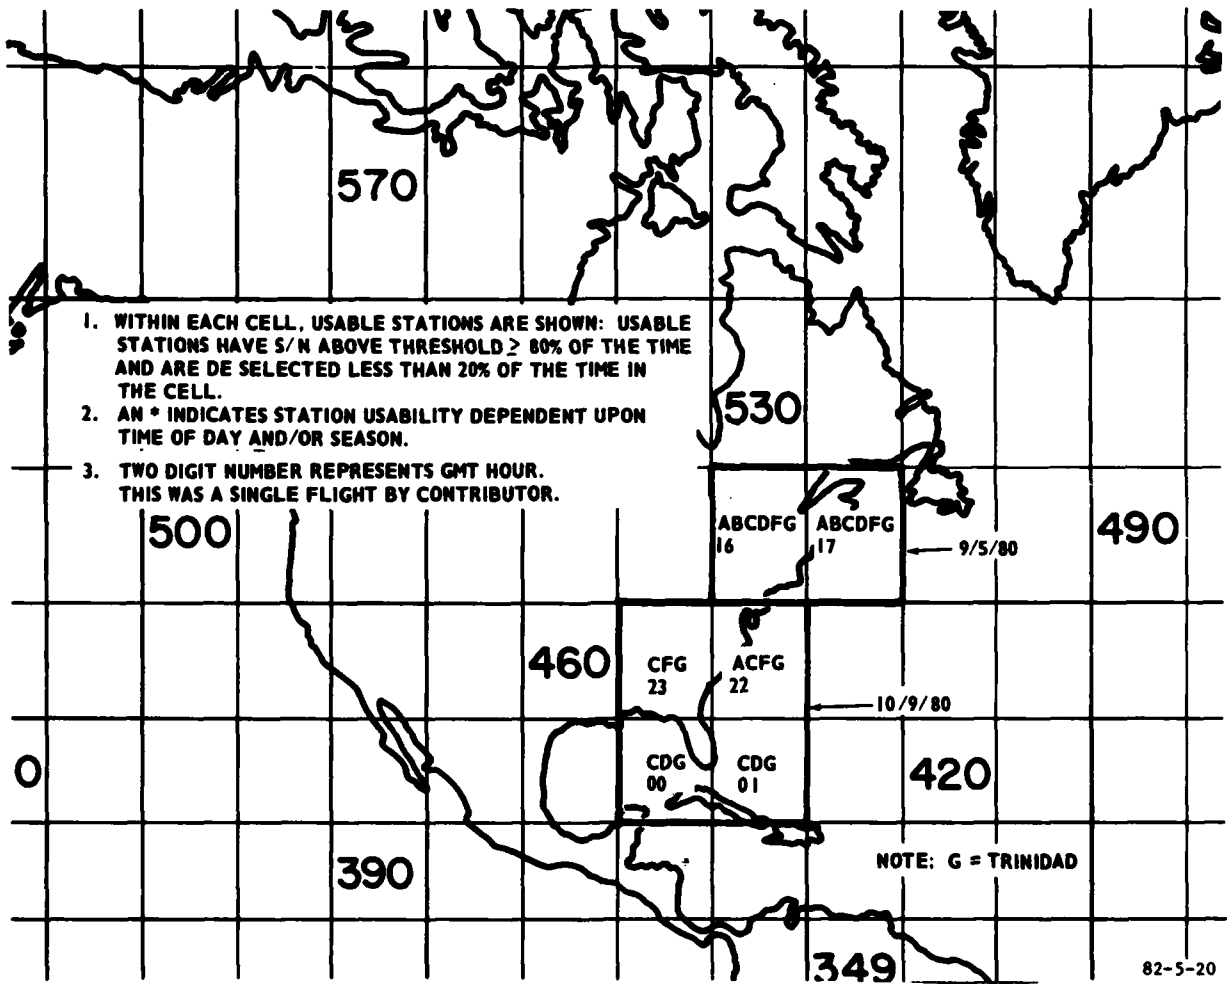 570
1. WITHIN EACH CELL, USABLE STATIONS ARE SHOWN: USABLE
STATIONS HAVE S/N ABOVE THRESHOLD ≥ 80% OF THE TIME
AND ARE DE SELECTED LESS THAN 20% OF THE TIME IN
THE CELL.
2. AN * INDICATES STATION USABILITY DEPENDENT UPON
TIME OF DAY AND/OR SEASON.
3. TWO DIGIT NUMBER REPRESENTS GMT HOUR.
THIS WAS A SINGLE FLIGHT BY CONTRIBUTOR.
530
500
ABCDFG
16
ABCDFG
17
9/5/80
490
460
CFG
23
ACFG
22
10/9/80
0
CDG
00
CDG
01
420
390
NOTE: G = TRINIDAD
349
82-5-20